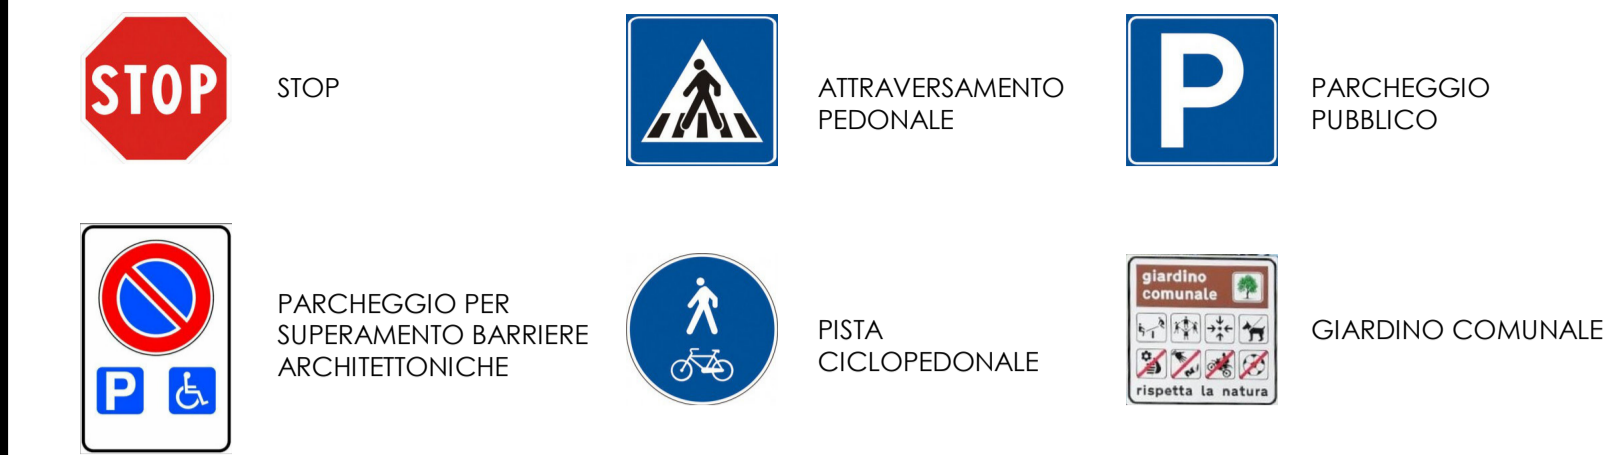 STOP
STOP
ATTRAVERSAMENTO
PEDONALE
P
PARCHEGGIO
PUBBLICO
P
PARCHEGGIO PER
SUPERAMENTO BARRIERE
ARCHITETTONICHE
PISTA
CICLOPEDONALE
giardino
comunale
rispetta la natura
GIARDINO COMUNALE